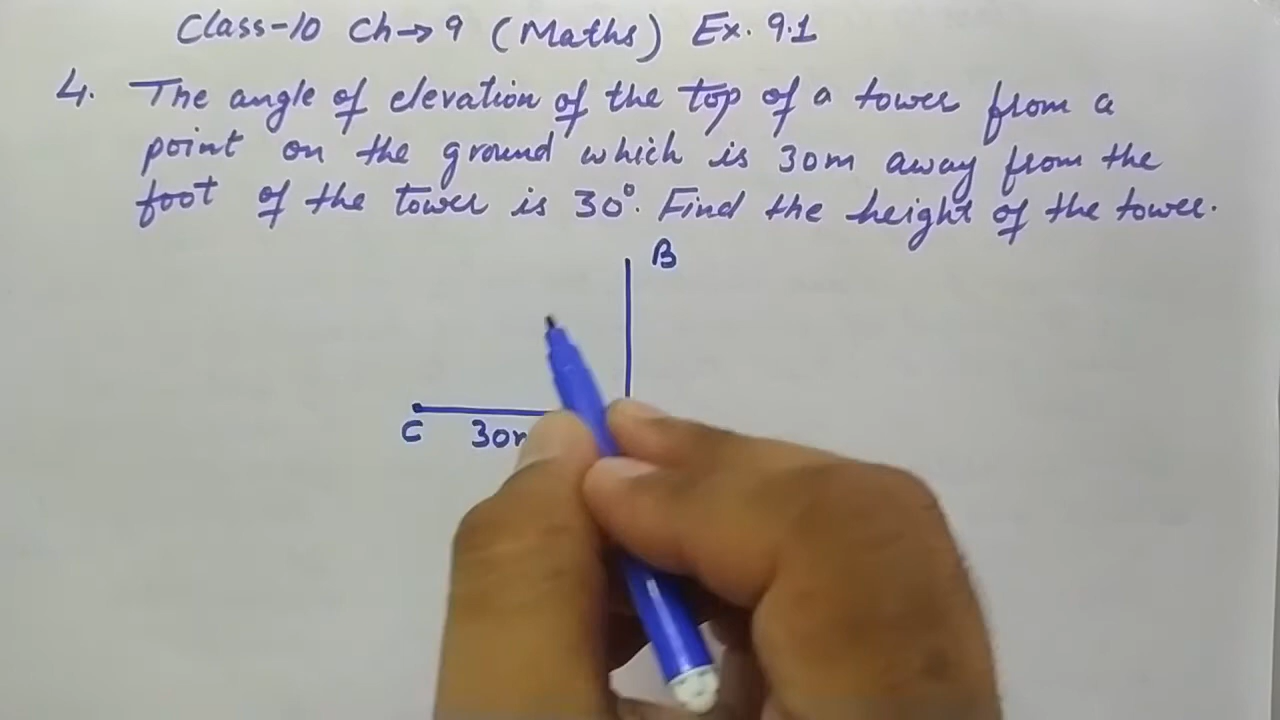 Class-10 Ch→9 (Maths) Ex. 9.1
4. The angle of elevation of the top of a tower from a
point on the ground which is 30m away from the
foot of the tower is 30°. Find the height of the tower.
B
C 30m